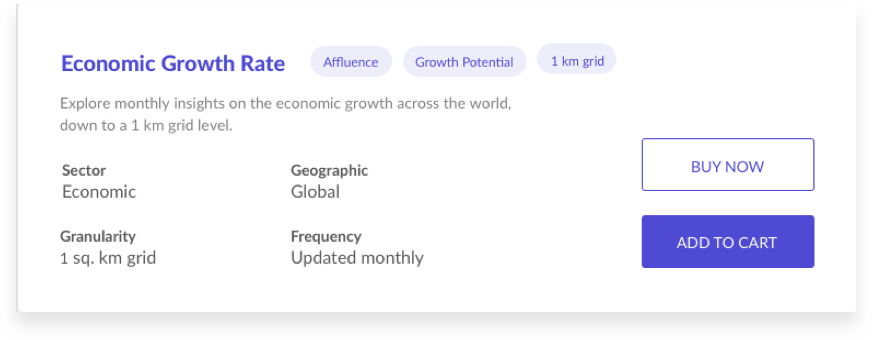 Economic Growth Rate Affluence Growth Potential 1 km grid
Explore monthly insights on the economic growth across the world,
down to a 1 km grid level.
Sector Geographic
Economic Global
Granularity Frequency
1 sq. km grid Updated monthly
BUY NOW
ADD TO CART